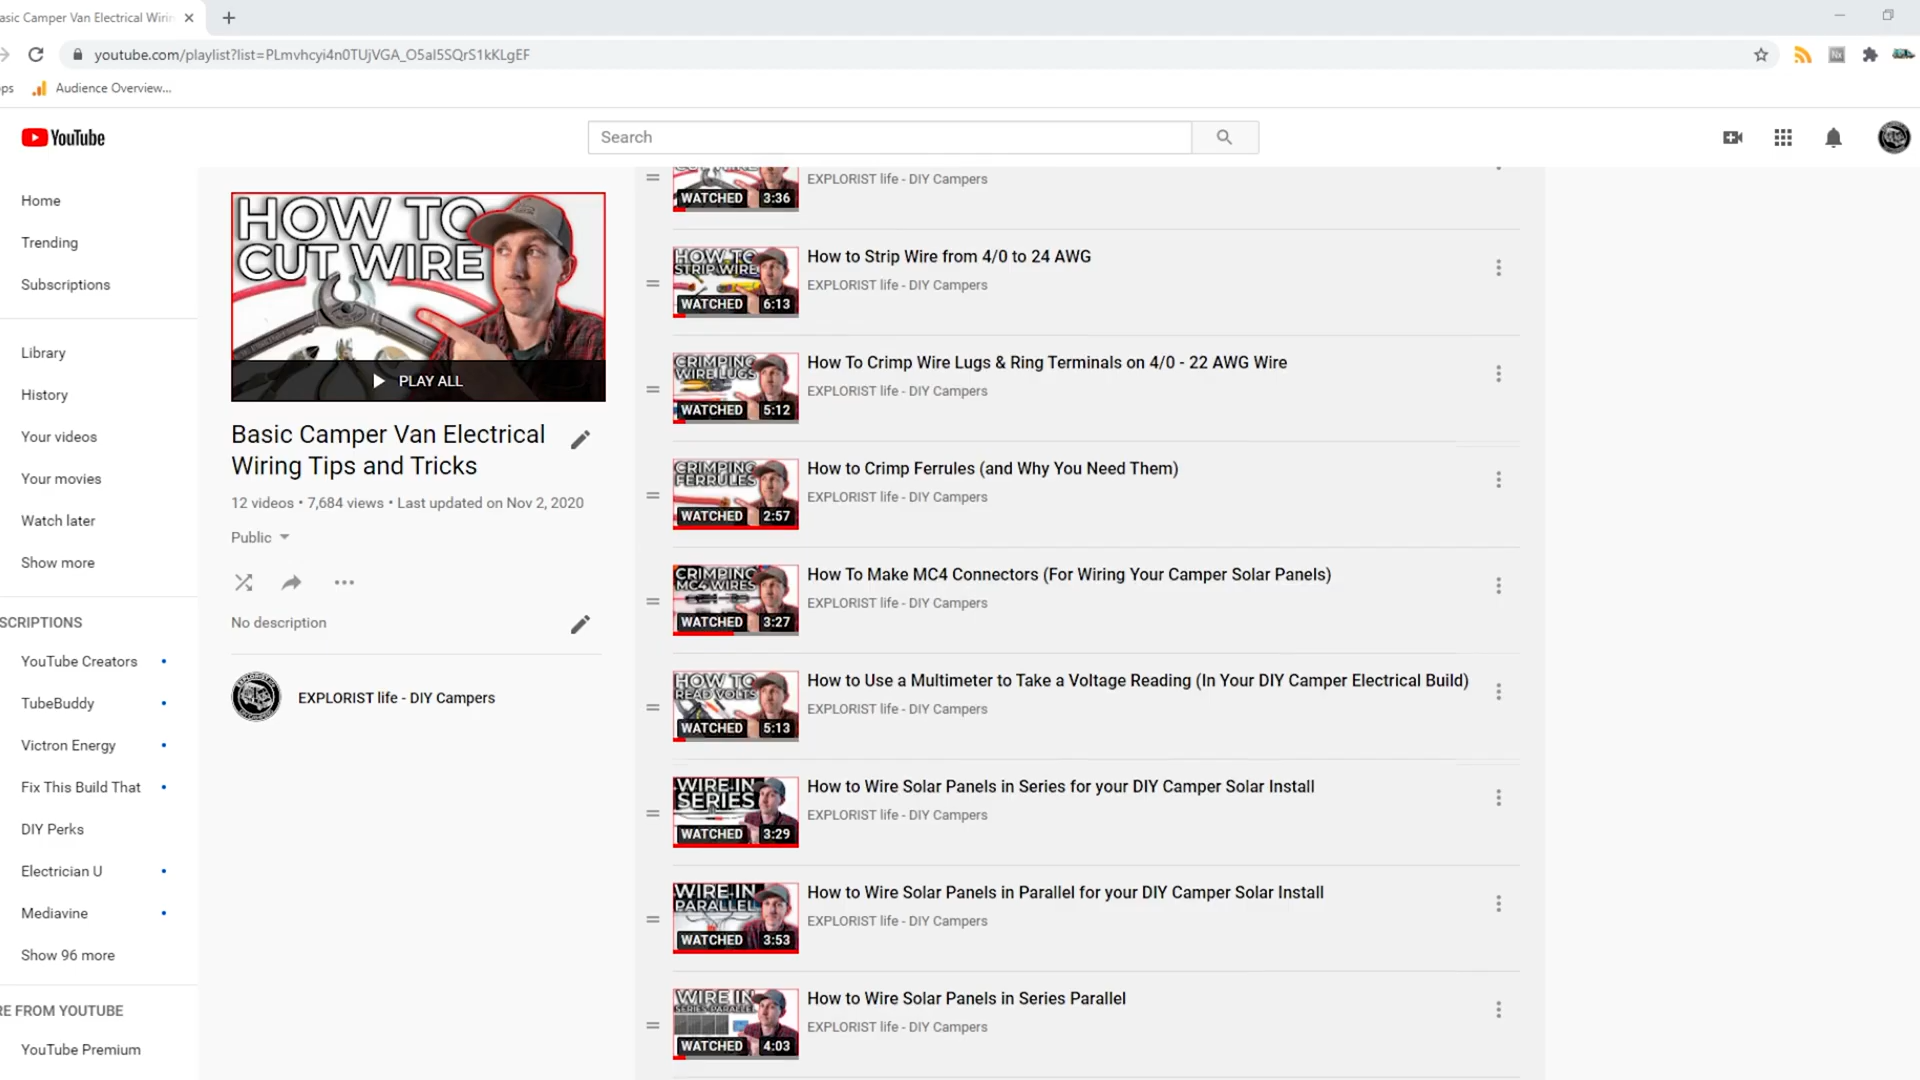 asic Camper Van Electrical Wirin
youtube.com/playlist?list=PLmvhcyi4n0TUjVGA_O5al5SQrS1kKLgEF
ps
Audience Overview...
YouTube
Search
Home
Trending
Subscriptions
Library
History
Your videos
Your movies
Watch later
Show more
SCRIPTIONS
YouTube Creators
TubeBuddy
Victron Energy
Fix This Build That
DIY Perks
Electrician U
Mediavine
Show 96 more
RE FROM YOUTUBE
YouTube Premium
HOW TO
CUT WIRE
PLAY ALL
Basic Camper Van Electrical
Wiring Tips and Tricks
12 videos • 7,684 views • Last updated on Nov 2, 2020
Public
No description
EXPLORIST life - DIY Campers
WATCHED 3:36
EXPLORIST life - DIY Campers
HOW TO
STRIP WIRE
WATCHED 6:13
How to Strip Wire from 4/0 to 24 AWG
EXPLORIST life - DIY Campers
CRIMPING
WIRE LUGS
WATCHED 5:12
How To Crimp Wire Lugs & Ring Terminals on 4/0 - 22 AWG Wire
EXPLORIST life - DIY Campers
CRIMPING
FERRULES
WATCHED 2:57
How to Crimp Ferrules (and Why You Need Them)
EXPLORIST life - DIY Campers
CRIMPING
MC4 WIRES
WATCHED 3:27
How To Make MC4 Connectors (For Wiring Your Camper Solar Panels)
EXPLORIST life - DIY Campers
HOW TO
READ VOLTS
WATCHED 5:13
How to Use a Multimeter to Take a Voltage Reading (In Your DIY Camper Electrical Build)
EXPLORIST life - DIY Campers
WIRE IN
SERIES
WATCHED 3:29
How to Wire Solar Panels in Series for your DIY Camper Solar Install
EXPLORIST life - DIY Campers
WIRE IN
PARALLEL
WATCHED 3:53
How to Wire Solar Panels in Parallel for your DIY Camper Solar Install
EXPLORIST life - DIY Campers
WIRE IN
SERIES PARALLEL
WATCHED 4:03
How to Wire Solar Panels in Series Parallel
EXPLORIST life - DIY Campers